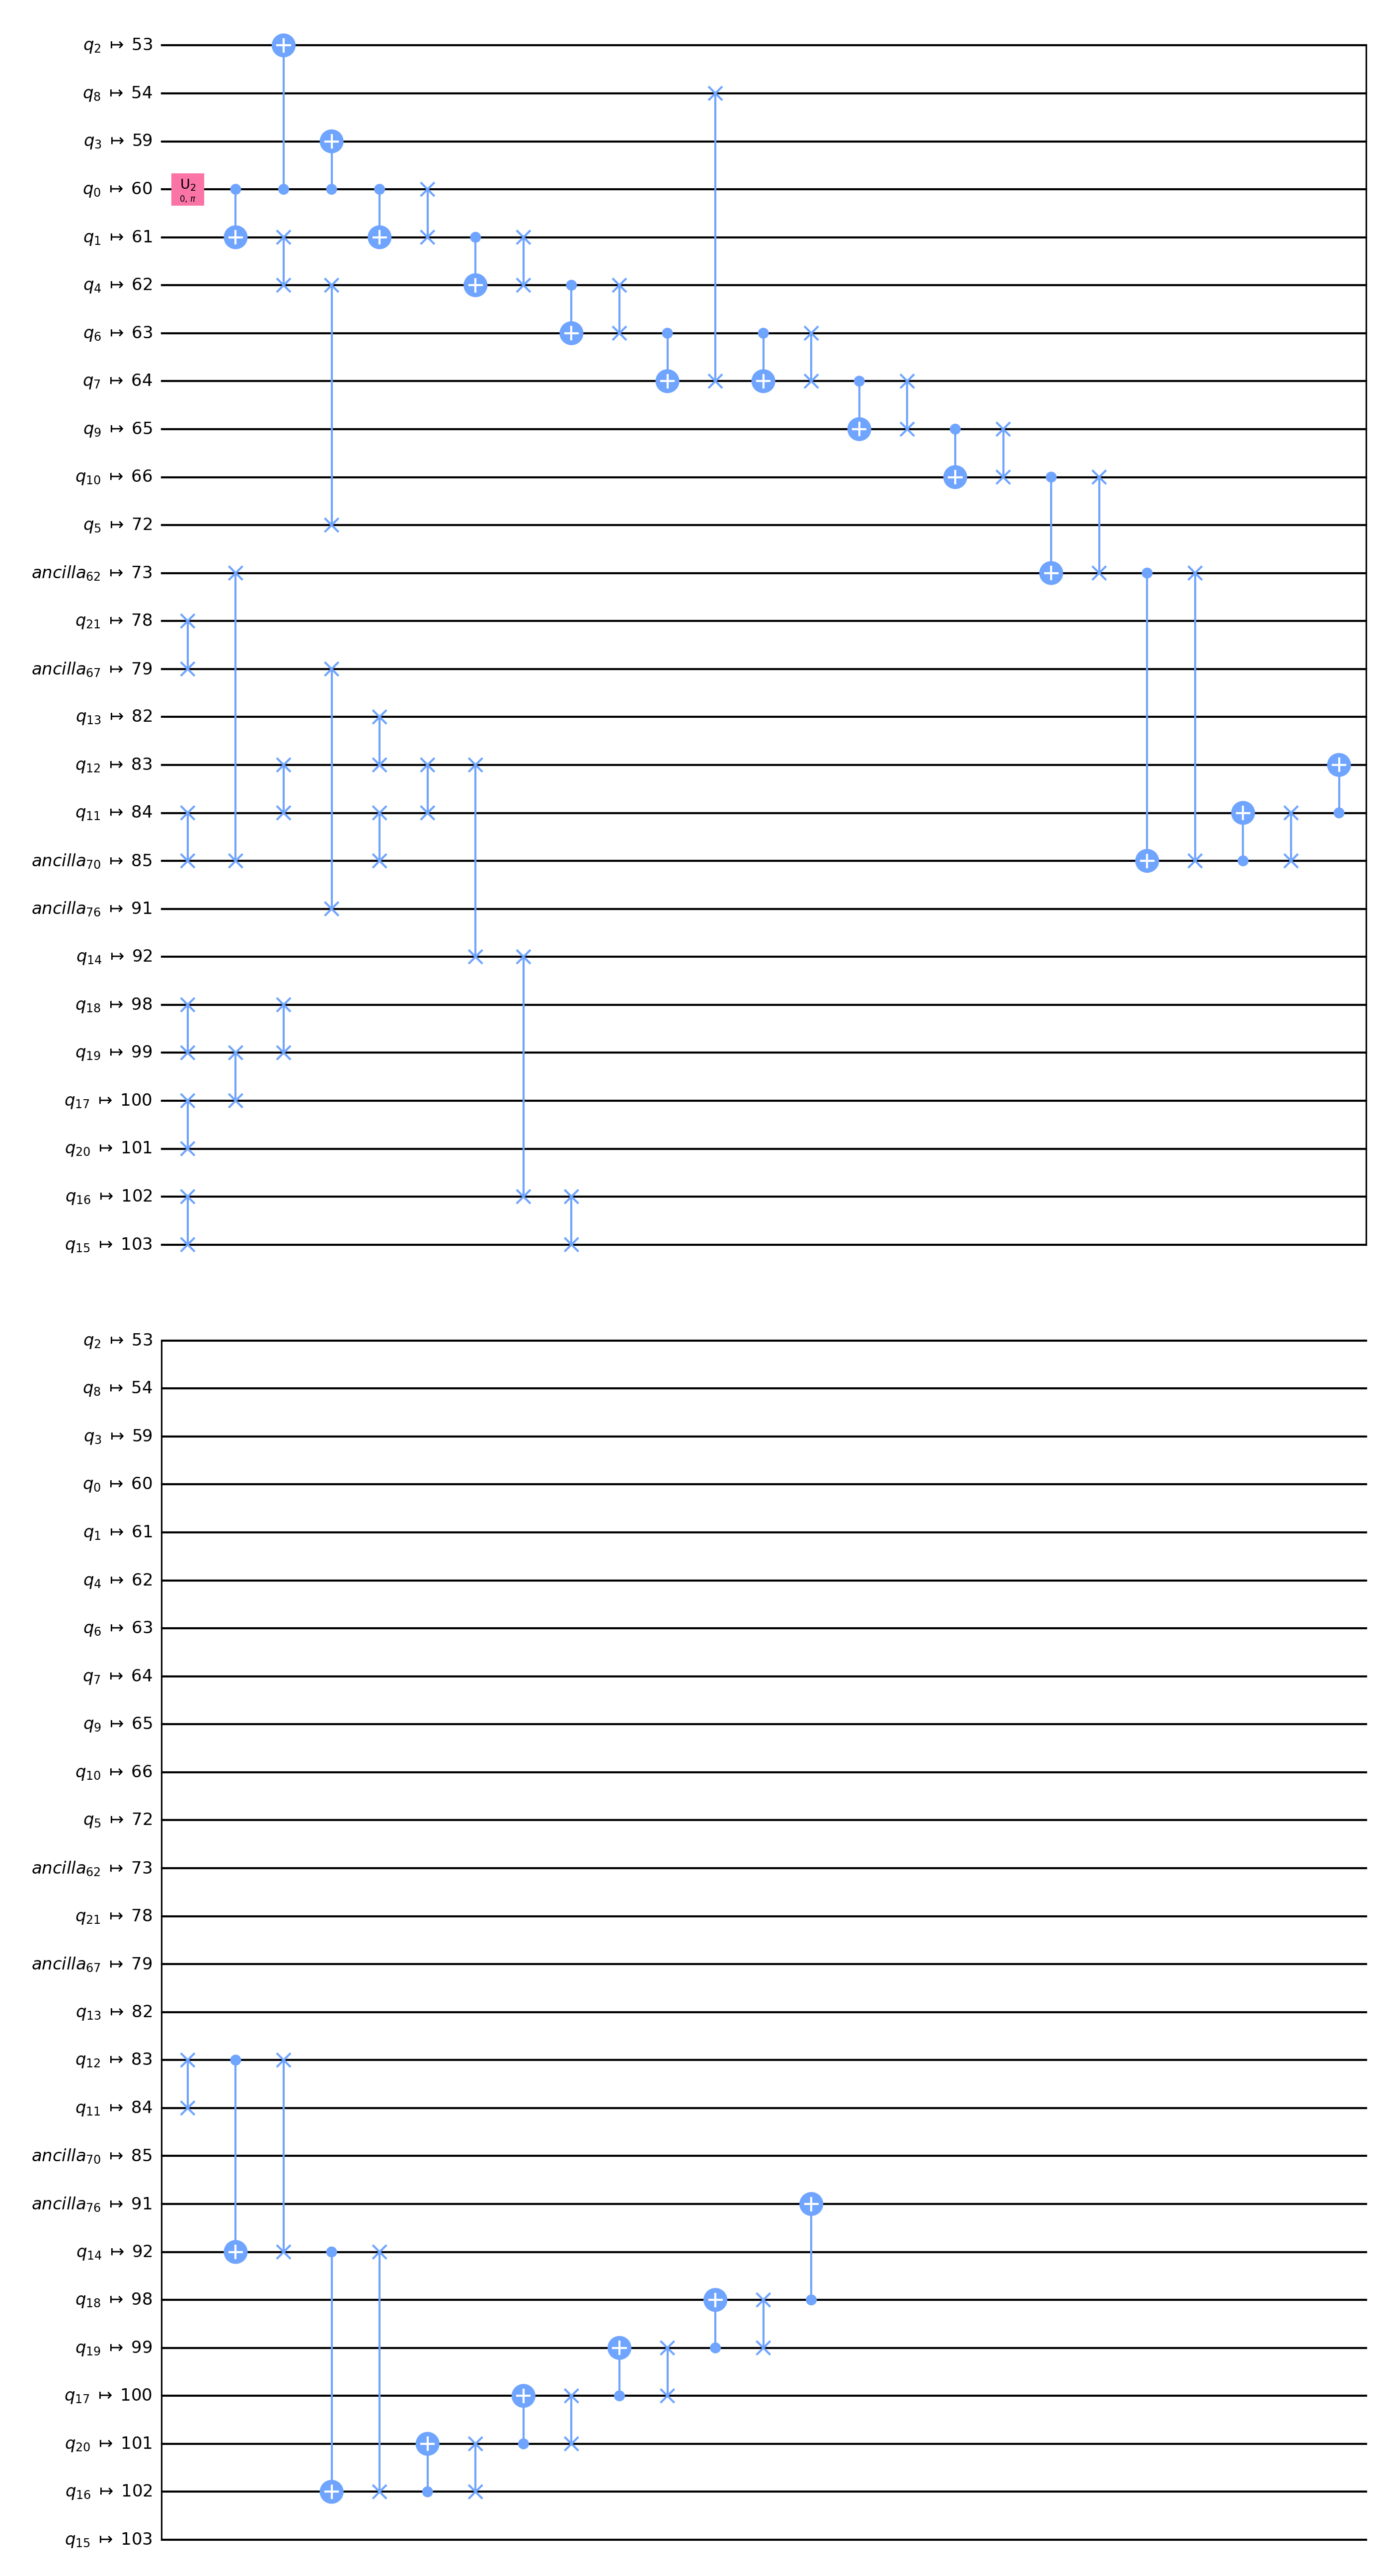 q2 ↦ 53
q8 ↦ 54
q3 ↦ 59
q0 ↦ 60
U2
0, π
q1 ↦ 61
q4 ↦ 62
q6 ↦ 63
q7 ↦ 64
q9 ↦ 65
q10 ↦ 66
q5 ↦ 72
ancilla62 ↦ 73
q21 ↦ 78
ancilla67 ↦ 79
q13 ↦ 82
q12 ↦ 83
q11 ↦ 84
ancilla70 ↦ 85
ancilla76 ↦ 91
q14 ↦ 92
q18 ↦ 98
q19 ↦ 99
q17 ↦ 100
q20 ↦ 101
q16 ↦ 102
q15 ↦ 103
q2 ↦ 53
q8 ↦ 54
q3 ↦ 59
q0 ↦ 60
q1 ↦ 61
q4 ↦ 62
q6 ↦ 63
q7 ↦ 64
q9 ↦ 65
q10 ↦ 66
q5 ↦ 72
ancilla62 ↦ 73
q21 ↦ 78
ancilla67 ↦ 79
q13 ↦ 82
q12 ↦ 83
q11 ↦ 84
ancilla70 ↦ 85
ancilla76 ↦ 91
q14 ↦ 92
q18 ↦ 98
q19 ↦ 99
q17 ↦ 100
q20 ↦ 101
q16 ↦ 102
q15 ↦ 103